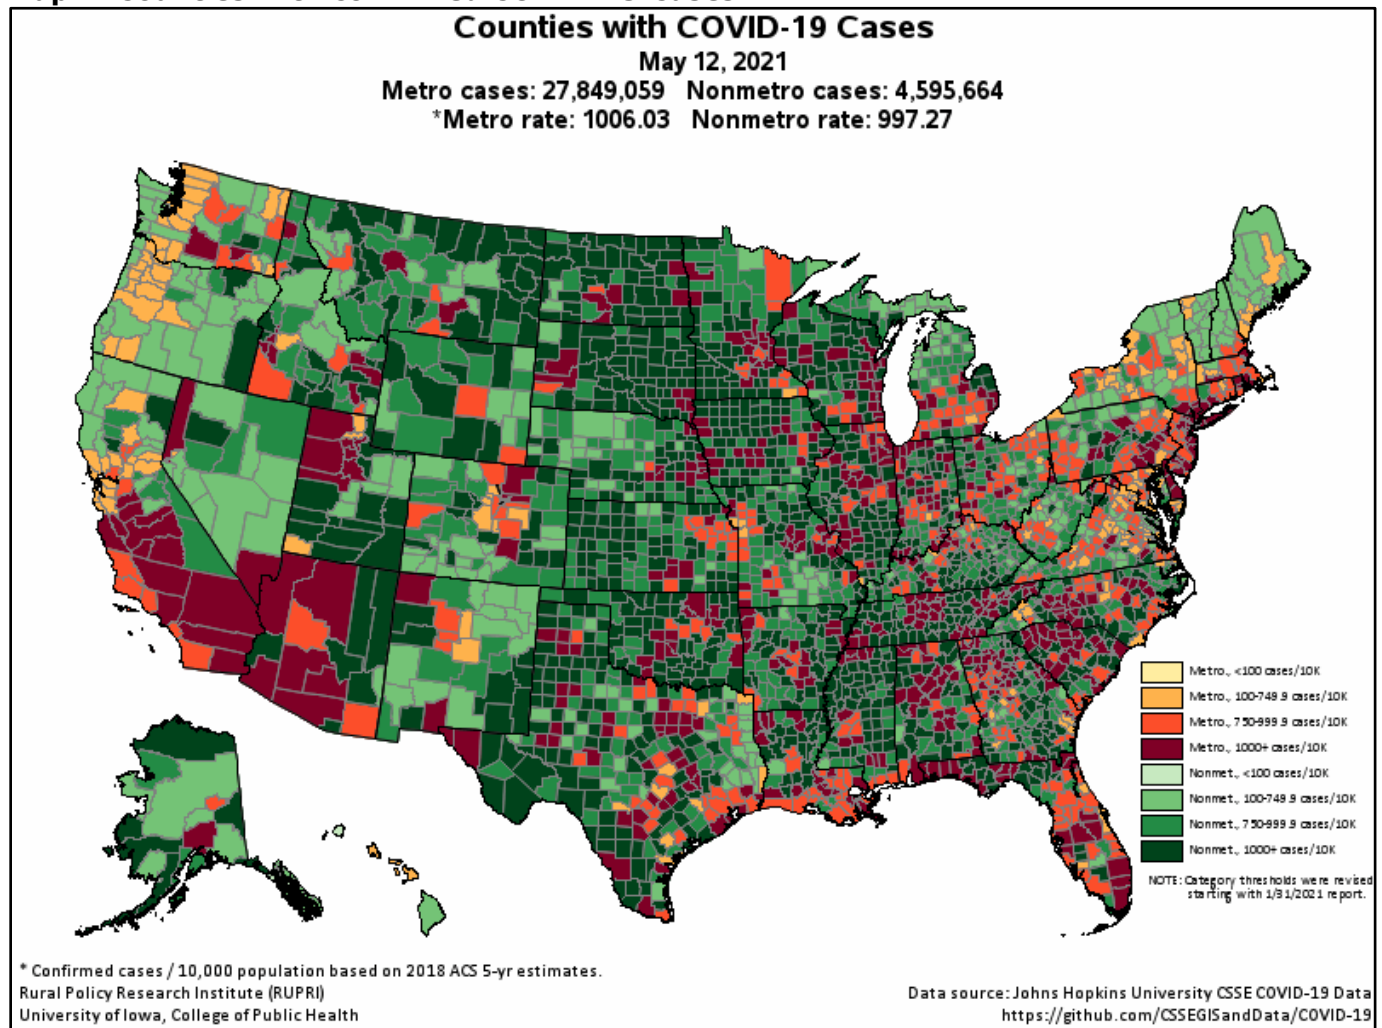 Counties with COVID-19 Cases
May 12, 2021
Metro cases: 27,849,059 Nonmetro cases: 4,595,664
*Metro rate: 1006.03 Nonmetro rate: 997.27
Metro., <100 cases/10K
Metro., 100-749.9 cases/10K
Metro., 750-999.9 cases/10K
Metro., 1000+ cases/10K
Nonmet., <100 cases/10K
Nonmet., 100-749.9 cases/10K
Nonmet., 750-999.9 cases/10K
Nonmet., 1000+ cases/10K
NOTE: Category thresholds were revised
starting with 1/31/2021 report.
* Confirmed cases / 10,000 population based on 2018 ACS 5-yr estimates.
Rural Policy Research Institute (RUPRI)
University of Iowa, College of Public Health
Data source: Johns Hopkins University CSSE COVID-19 Data
https://github.com/CSSEGISandData/COVID-19